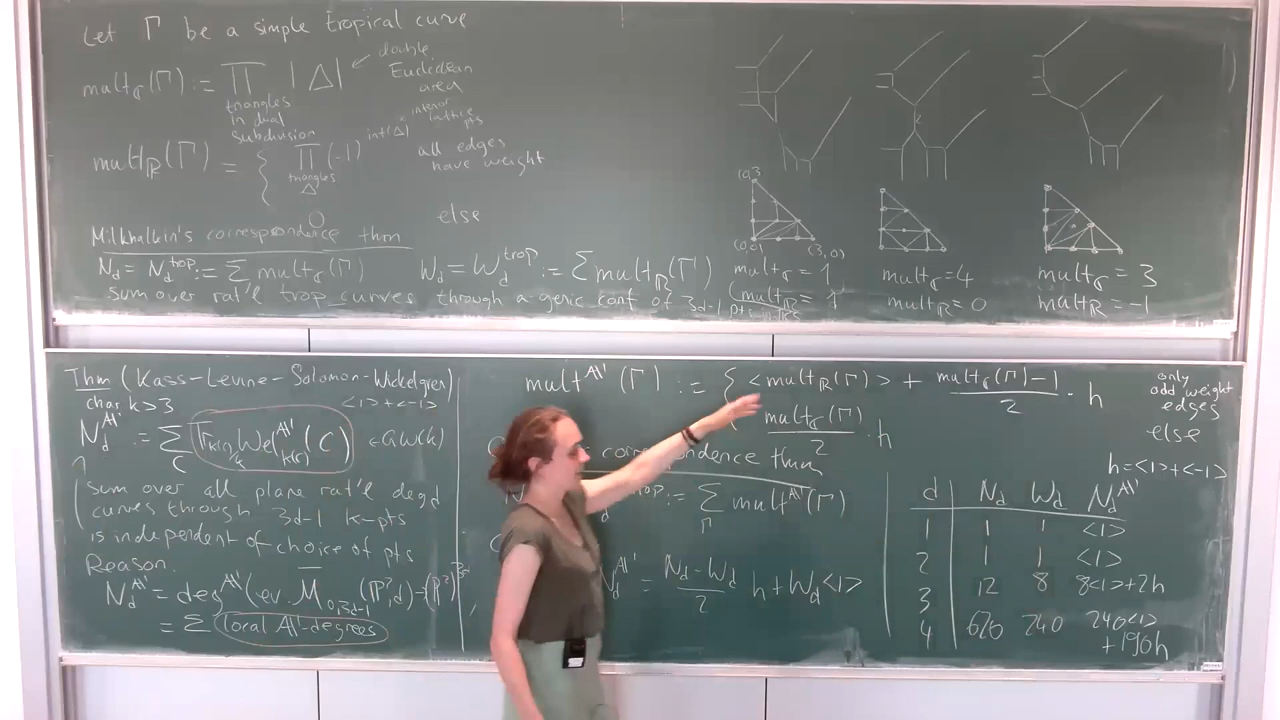 Let Γ be a simple tropical curve
mult_ℂ(Γ) := ∏ |Δ|
triangles
in dual
subdivision
double
Euclidean
area
mult_ℝ(Γ) = { ∏ (-1)^{int(Δ)}
triangles
Δ
interior
lattice
pts
all edges
have weight
0
else
Milkhalkin's correspondence thm
N_d = N_d^{trop} := Σ mult_ℂ(Γ)
W_d = W_d^{trop} := Σ mult_ℝ(Γ)
sum over rat'l trop curves through a generic conf of 3d-1 pts
2
(0,3)
(0,0)
(3,0)
mult_ℂ = 1
mult_ℝ = 1
mult_ℂ = 4
mult_ℝ = 0
mult_ℂ = 3
mult_ℝ = -1
Thm (Kass-Levine-Solomon-Wickelgren)
char k > 3
<1>+<-1>
N_d^{A¹} := Σ_C Tr_{k(C)/k} Wel^{A¹}_{k(C)}(C) ∈ GW(k)
sum over all plane rat'l deg d
curves through 3d-1 k-pts
is independent of choice of pts
Reason.
N_d^{A¹} = deg^{A¹}(ev: M̄_{0,3d-1}(ℙ²,d) → (ℙ²)
= Σ local A¹-degrees
mult^{A¹}(Γ) := { <mult_ℝ(Γ)> + (mult_ℂ(Γ)-1)/2 · h
only
odd weight
edges
mult_ℂ(Γ)/2 · h
else
correspondence thm
h = <1>+<-1>
:= Σ_Γ mult^{A¹}(Γ)
N_d^{A¹} = (N_d - W_d)/2 h + W_d<1>
d N_d W_d N_d^{A¹}
1 1 1 <1>
2 1 1 <1>
3 12 8 8<1>+2h
4 620 240 240<1>
+190h